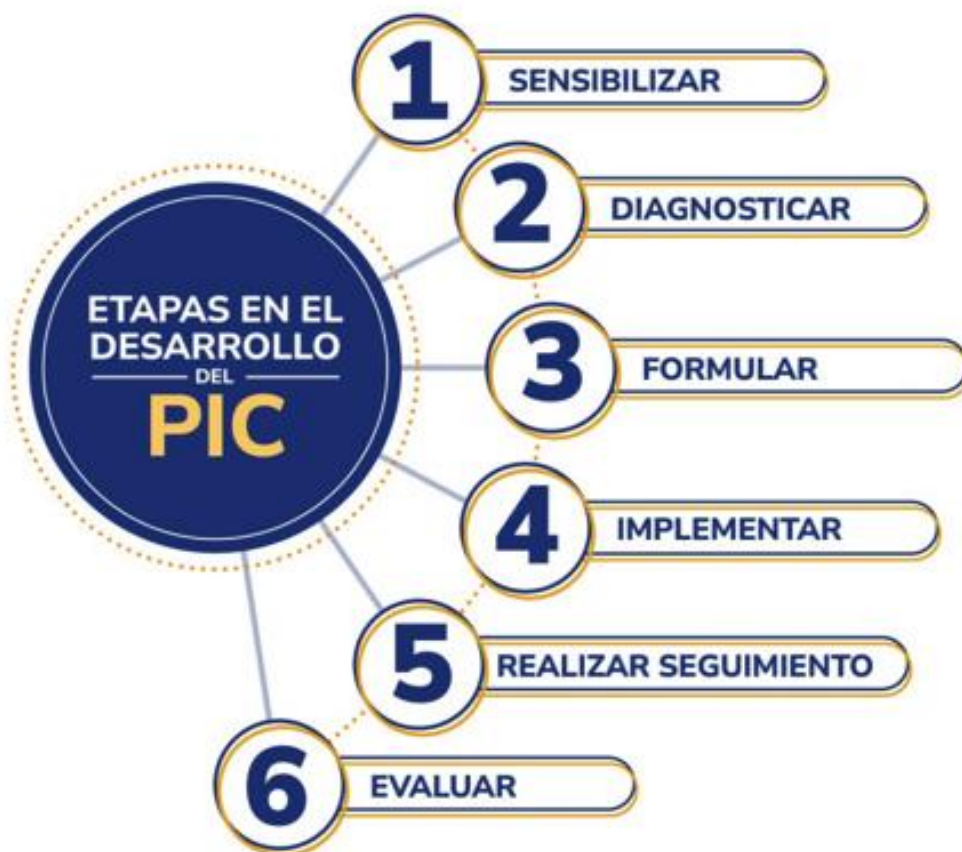 ETAPAS EN EL
DESARROLLO
DEL
PIC
1
SENSIBILIZAR
2
DIAGNOSTICAR
3
FORMULAR
4
IMPLEMENTAR
5
REALIZAR SEGUIMIENTO
6
EVALUAR